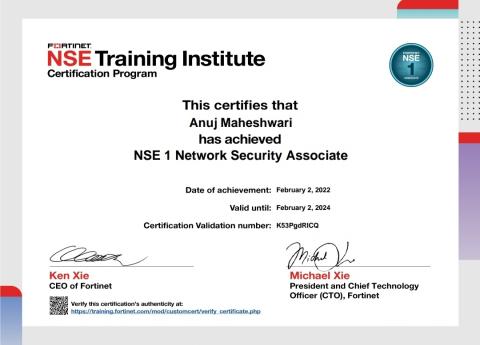 FORTINET
NSE Training Institute
Certification Program
FORTINET
NSE
1
This certifies that
Anuj Maheshwari
has achieved
NSE 1 Network Security Associate
Date of achievement: February 2, 2022
Valid until: February 2, 2024
Certification Validation number: K53PgdRICQ
Ken Xie
CEO of Fortinet
Michael Xie
President and Chief Technology
Officer (CTO), Fortinet
Verify this certification's authenticity at:
https://training.fortinet.com/mod/customcert/verify_certificate.php